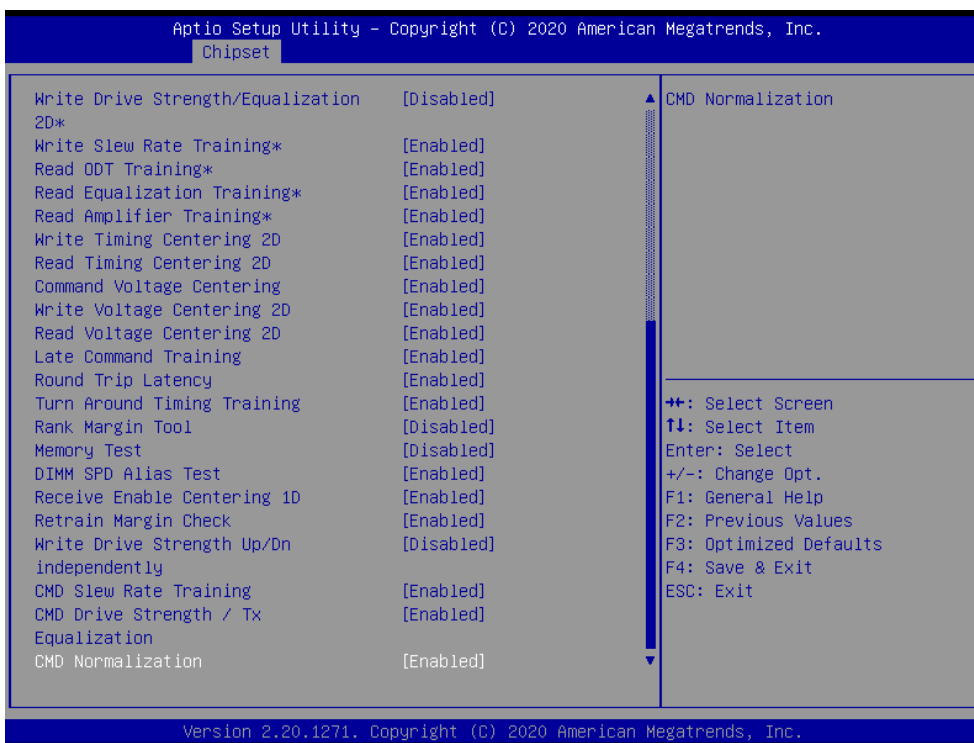 Aptio Setup Utility – Copyright (C) 2020 American Megatrends, Inc.
Chipset
Write Drive Strength/Equalization 2D* [Disabled]
Write Slew Rate Training* [Enabled]
Read ODT Training* [Enabled]
Read Equalization Training* [Enabled]
Read Amplifier Training* [Enabled]
Write Timing Centering 2D [Enabled]
Read Timing Centering 2D [Enabled]
Command Voltage Centering [Enabled]
Write Voltage Centering 2D [Enabled]
Read Voltage Centering 2D [Enabled]
Late Command Training [Enabled]
Round Trip Latency [Enabled]
Turn Around Timing Training [Enabled]
Rank Margin Tool [Disabled]
Memory Test [Disabled]
DIMM SPD Alias Test [Enabled]
Receive Enable Centering 1D [Enabled]
Retrain Margin Check [Enabled]
Write Drive Strength Up/Dn independently [Disabled]
CMD Slew Rate Training [Enabled]
CMD Drive Strength / Tx Equalization [Enabled]
CMD Normalization [Enabled]
CMD Normalization
→←: Select Screen
↑↓: Select Item
Enter: Select
+/-: Change Opt.
F1: General Help
F2: Previous Values
F3: Optimized Defaults
F4: Save & Exit
ESC: Exit
Version 2.20.1271. Copyright (C) 2020 American Megatrends, Inc.